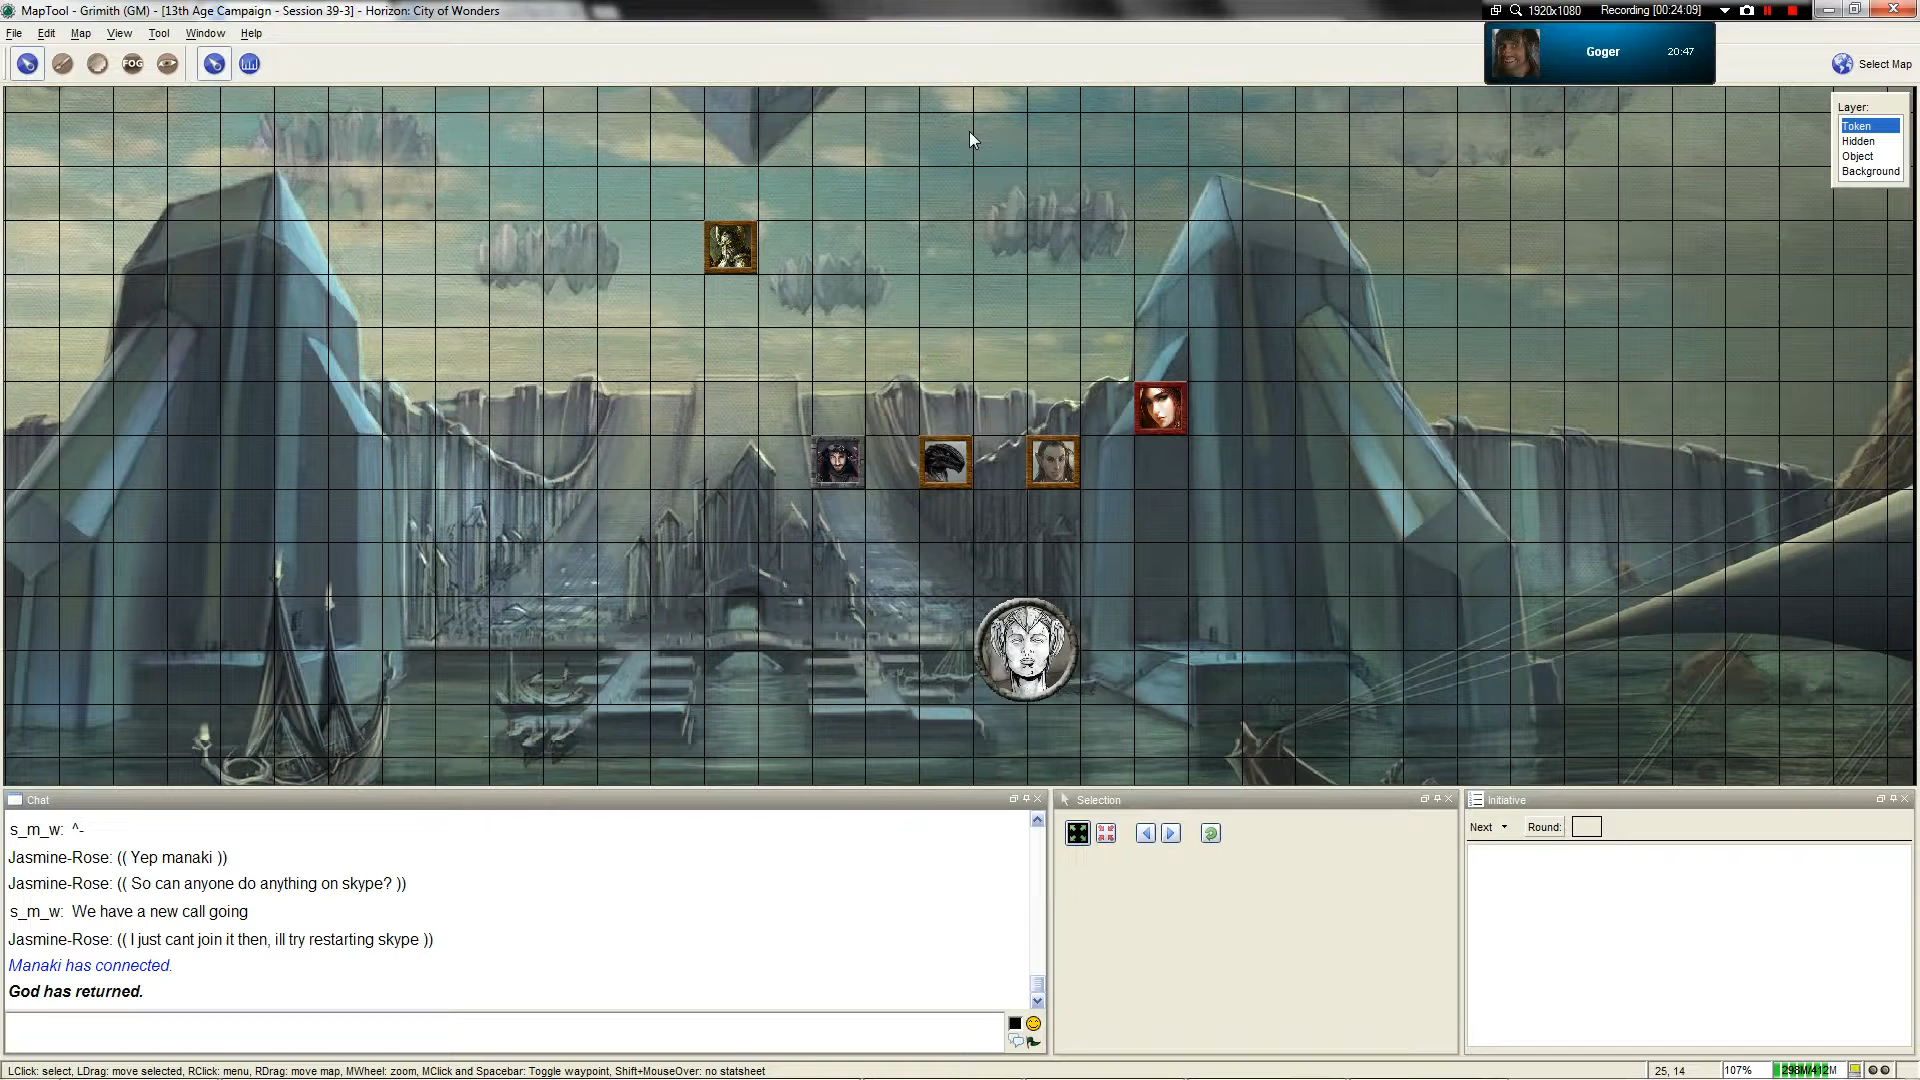 MapTool - Grimith (GM) - [13th Age Campaign - Session 39-3] - Horizon: City of Wonders
1920x1080
Recording [00:24:09]
File Edit Map View Tool Window Help
FOG
Goger
20:47
Select Map
Layer:
Token
Hidden
Object
Background
Chat
s_m_w: ^-
Jasmine-Rose: (( Yep manaki ))
Jasmine-Rose: (( So can anyone do anything on skype? ))
s_m_w: We have a new call going
Jasmine-Rose: (( I just cant join it then, ill try restarting skype ))
Manaki has connected.
God has returned.
Selection
Initiative
Next
Round:
LClick: select, LDrag: move selected, RClick: menu, RDrag: move map, MWheel: zoom, MClick and Spacebar: Toggle waypoint, Shift+MouseOver: no statsheet
25, 14
107%
298M/412M